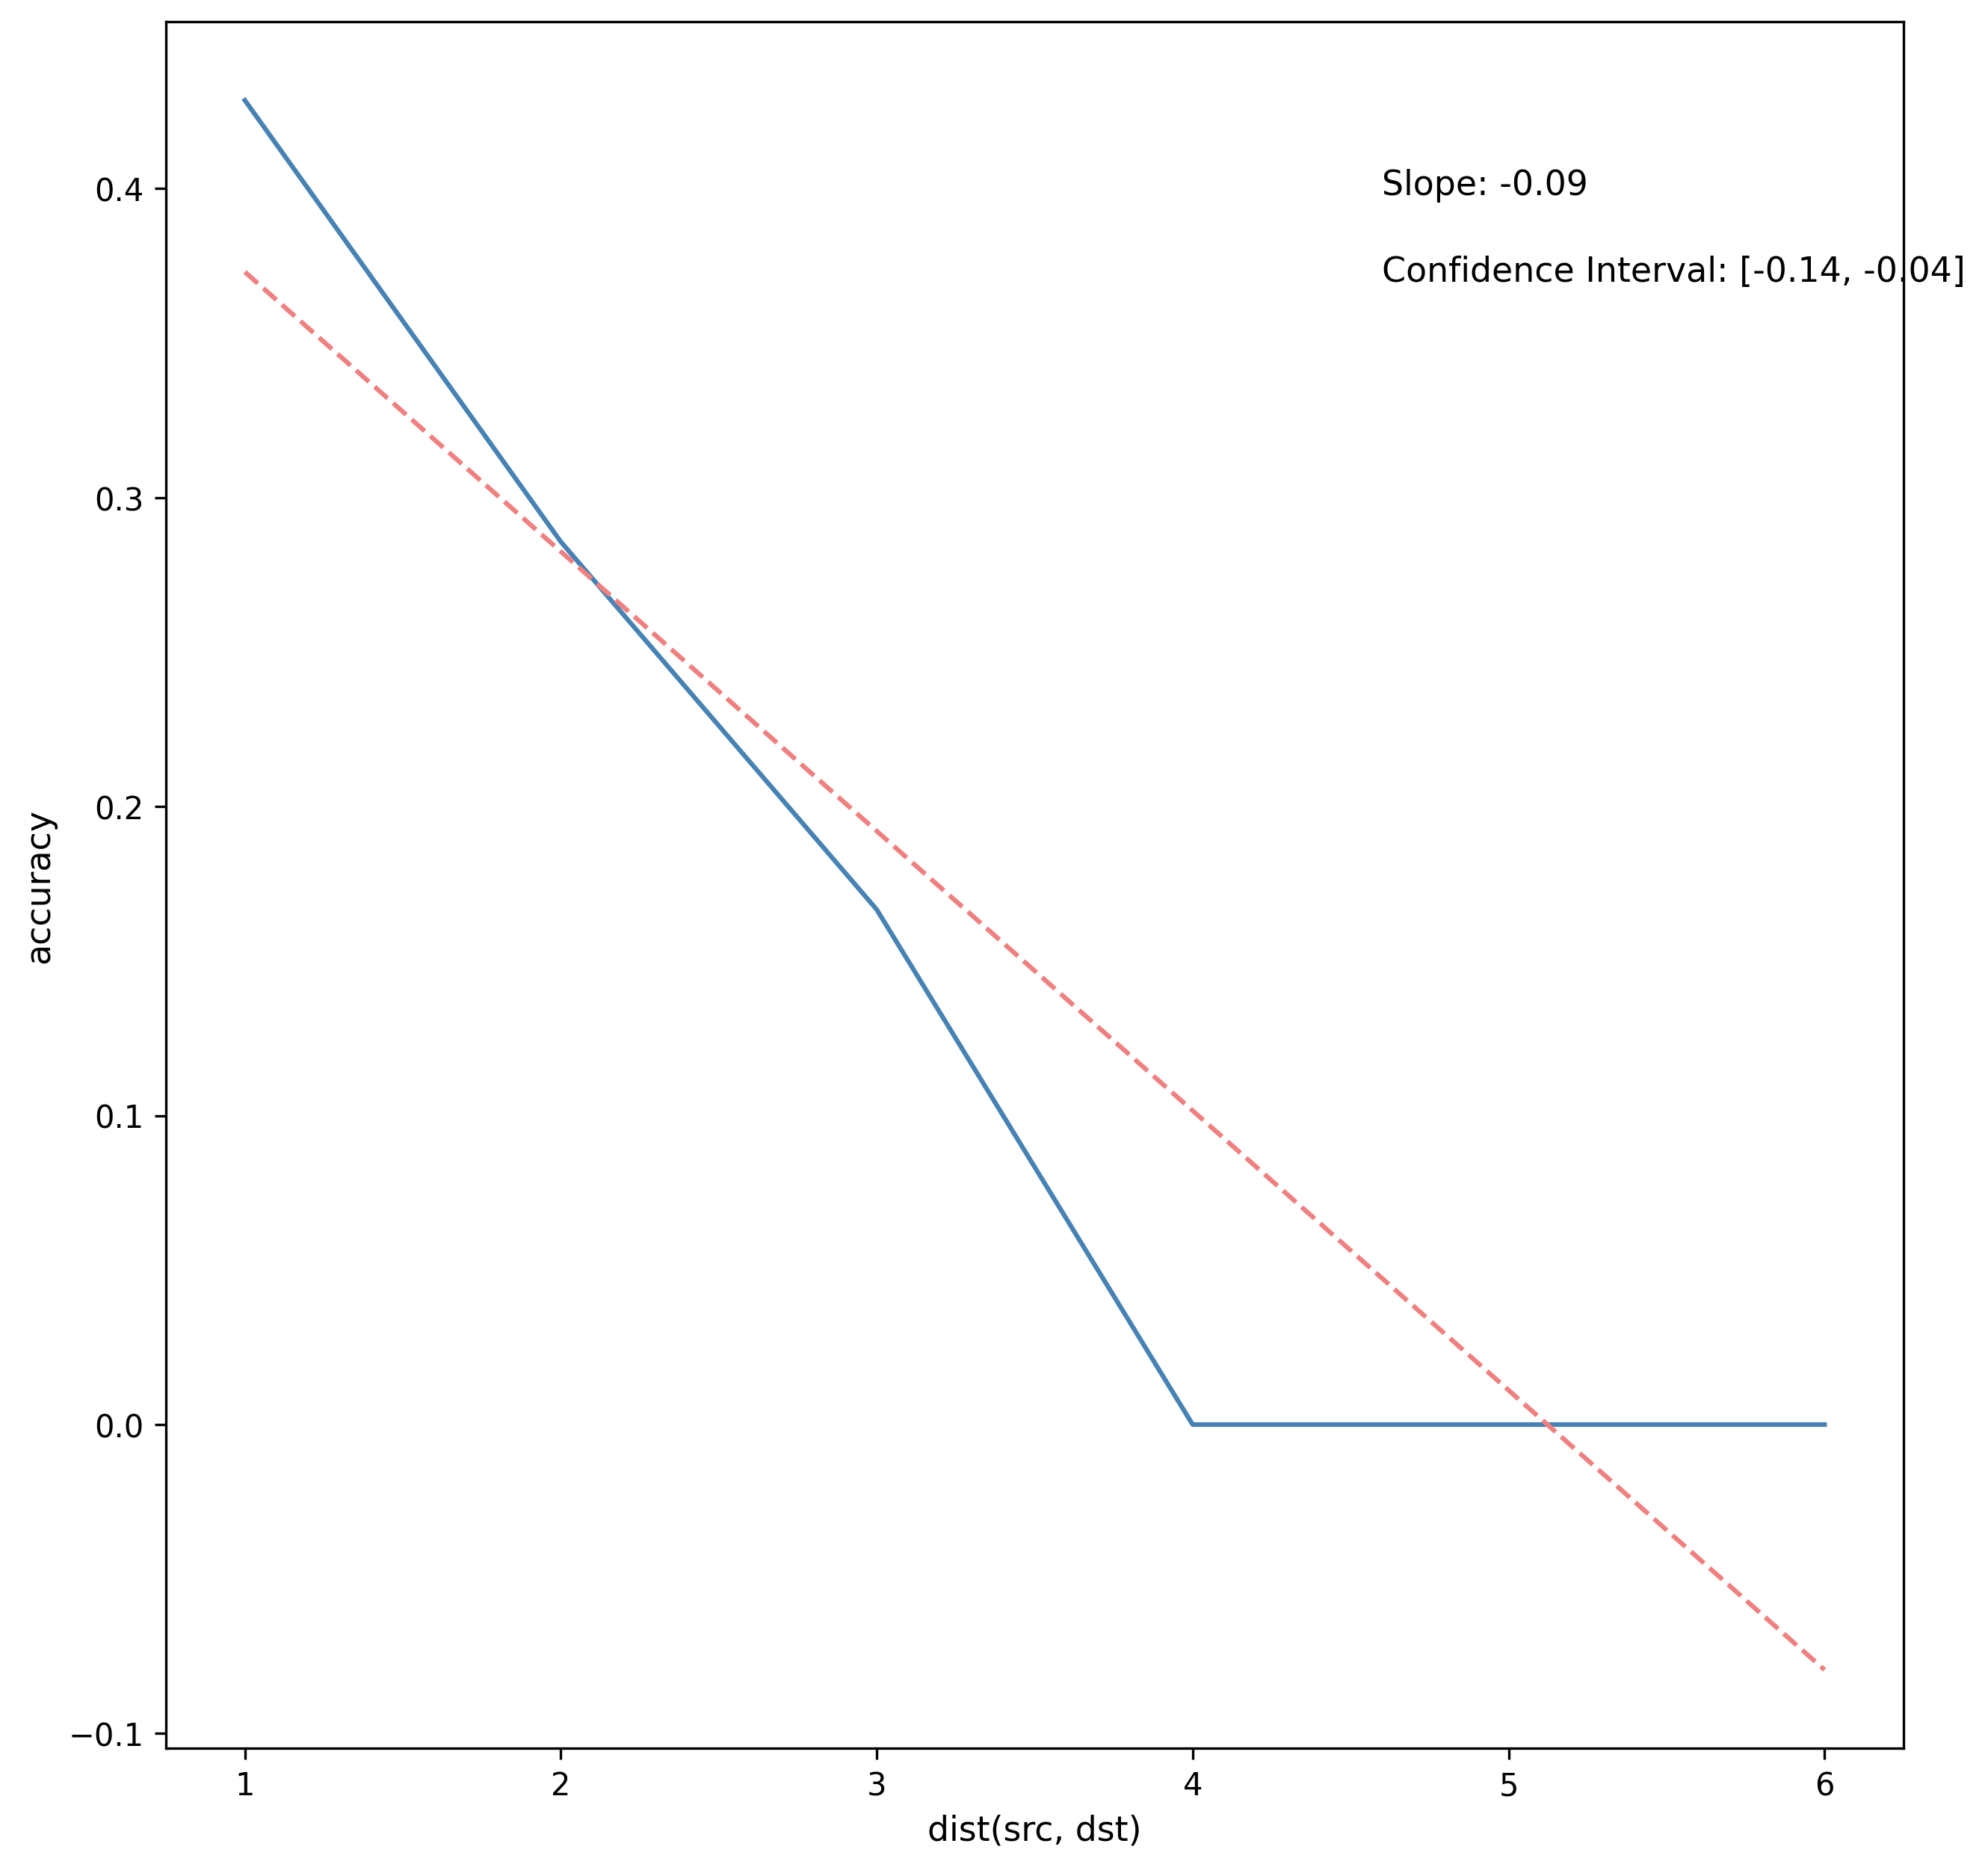 0.4
0.3
0.2
0.1
0.0
−0.1
accuracy
Slope: -0.09
Confidence Interval: [-0.14, -0.04]
1 2 3 4 5 6
dist(src, dst)